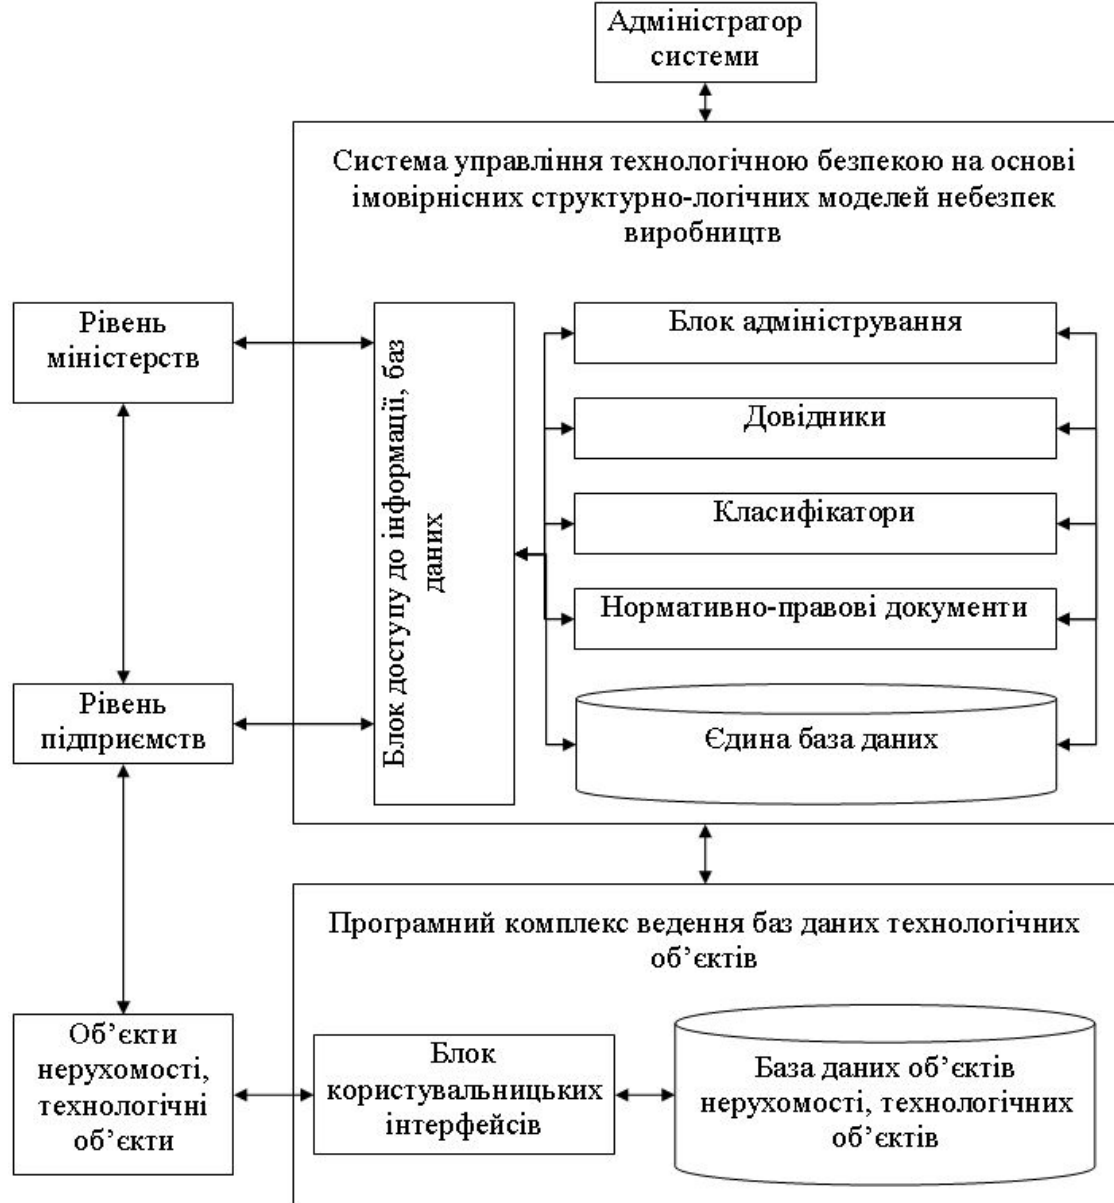 Адміністратор
системи
Система управління технологічною безпекою на основі
імовірнісних структурно-логічних моделей небезпек
виробництв
Рівень
міністерств
Блок доступу до інформації, баз
даних
Блок адміністрування
Довідники
Класифікатори
Нормативно-правові документи
Єдина база даних
Рівень
підприємств
Програмний комплекс ведення баз даних технологічних
об’єктів
Об’єкти
нерухомості,
технологічні
об’єкти
Блок
користувальницьких
інтерфейсів
База даних об’єктів
нерухомості, технологічних
об’єктів